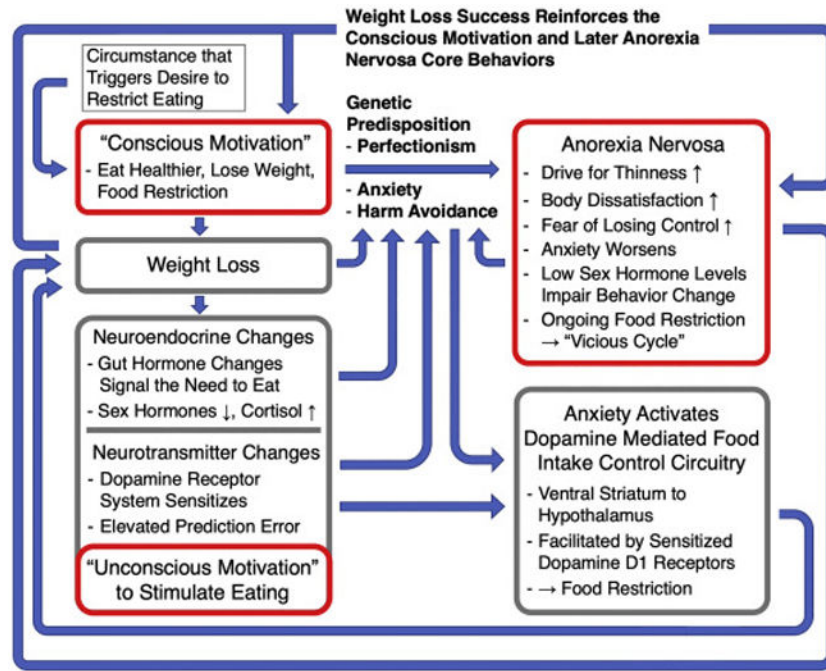 Weight Loss Success Reinforces the
Conscious Motivation and Later Anorexia
Nervosa Core Behaviors
Circumstance that
Triggers Desire to
Restrict Eating
"Conscious Motivation"
- Eat Healthier, Lose Weight,
Food Restriction
Genetic
Predisposition
- Perfectionism
- Anxiety
- Harm Avoidance
Anorexia Nervosa
- Drive for Thinness ↑
- Body Dissatisfaction ↑
- Fear of Losing Control ↑
- Anxiety Worsens
- Low Sex Hormone Levels
Impair Behavior Change
- Ongoing Food Restriction
→ "Vicious Cycle"
Weight Loss
Neuroendocrine Changes
- Gut Hormone Changes
Signal the Need to Eat
- Sex Hormones ↓, Cortisol ↑
Neurotransmitter Changes
- Dopamine Receptor
System Sensitizes
- Elevated Prediction Error
"Unconscious Motivation"
to Stimulate Eating
Anxiety Activates
Dopamine Mediated Food
Intake Control Circuitry
- Ventral Striatum to
Hypothalamus
- Facilitated by Sensitized
Dopamine D1 Receptors
- → Food Restriction